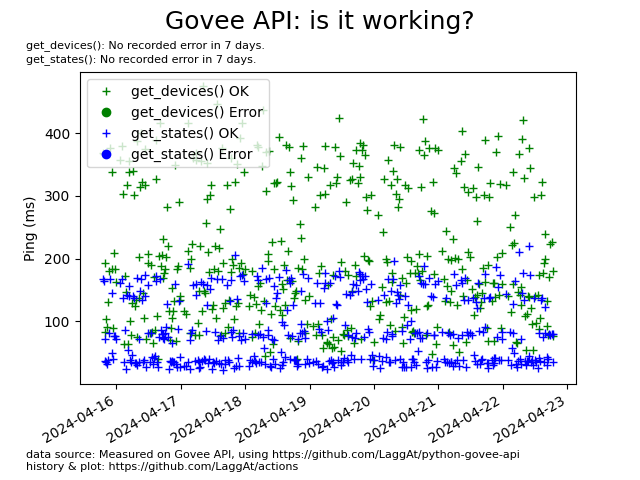 Govee API: is it working?
get_devices(): No recorded error in 7 days.
get_states(): No recorded error in 7 days.
get_devices() OK
get_devices() Error
get_states() OK
get_states() Error
Ping (ms)
400
300
200
100
2024-04-16
2024-04-17
2024-04-18
2024-04-19
2024-04-20
2024-04-21
2024-04-22
2024-04-23
data source: Measured on Govee API, using https://github.com/LaggAt/python-govee-api
history & plot: https://github.com/LaggAt/actions